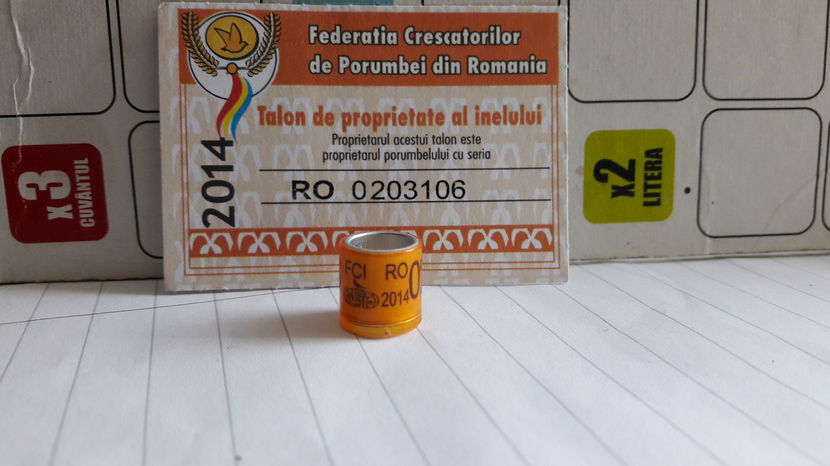 Federatia Crescatorilor
de Porumbei din Romania
Talon de proprietate al inelului
Proprietarul acestui talon este
proprietarul porumbelului cu seria
2014
RO 0203106
x3
CUVÂNTUL
x2
LITERA
FCI RO
2014